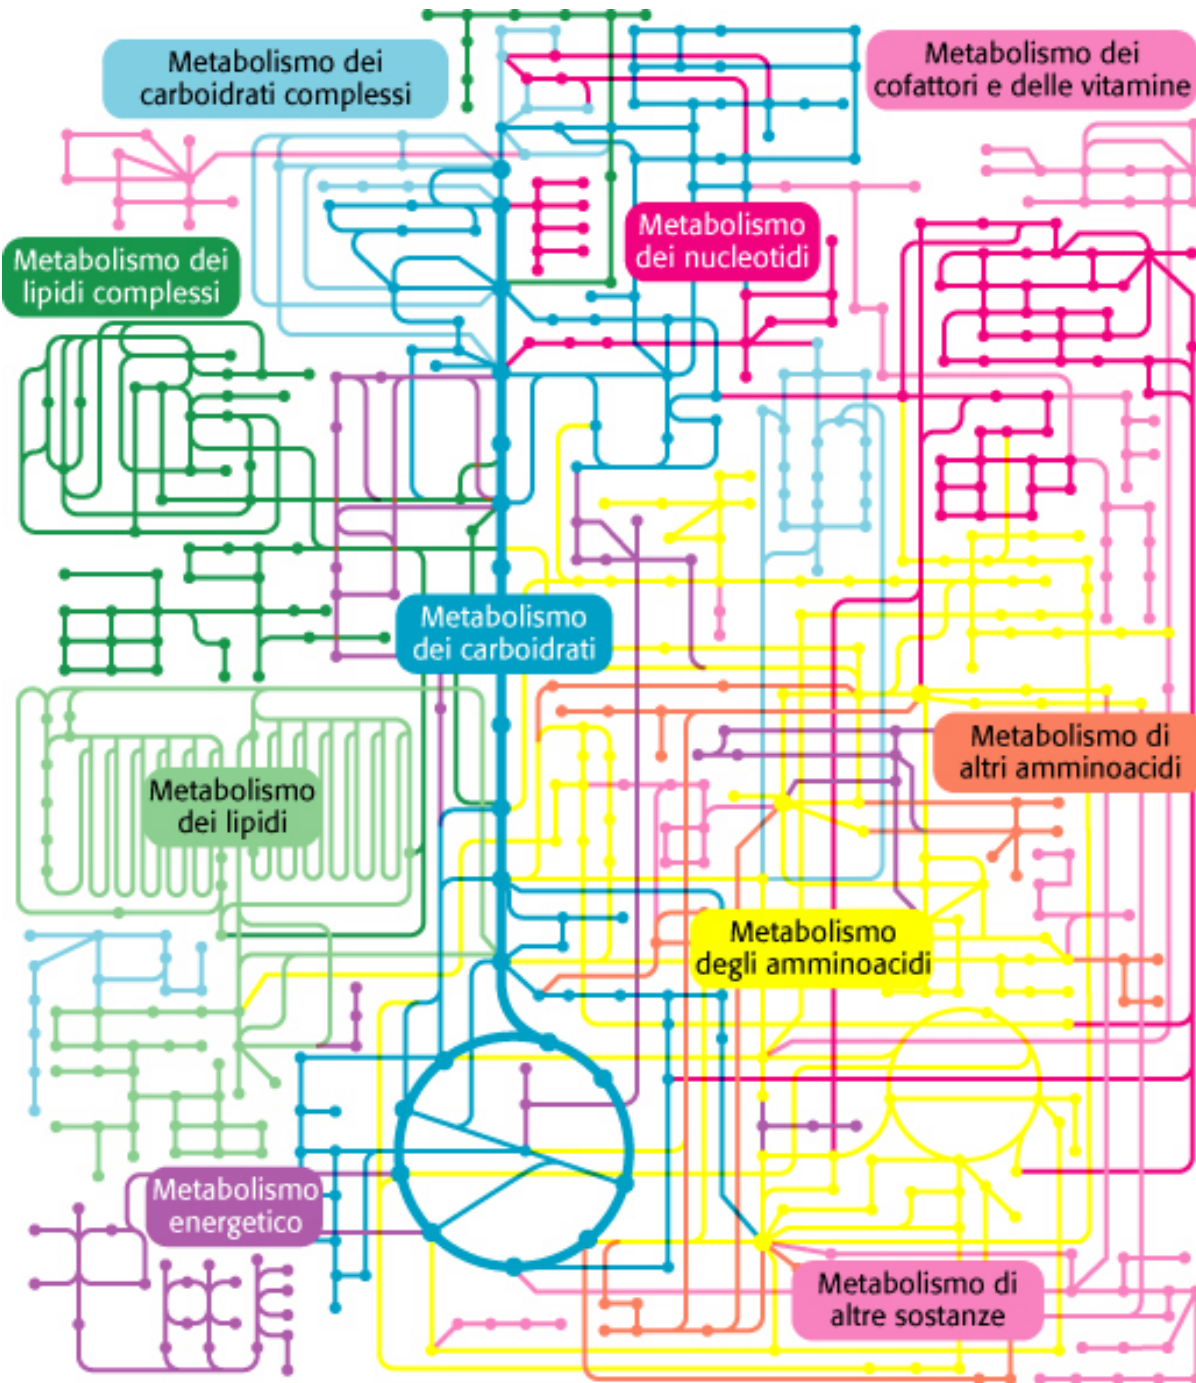 Metabolismo dei
carboidrati complessi
Metabolismo dei
cofattori e delle vitamine
Metabolismo
dei nucleotidi
Metabolismo dei
lipidi complessi
Metabolismo
dei carboidrati
Metabolismo di
altri amminoacidi
Metabolismo
dei lipidi
Metabolismo
degli amminoacidi
Metabolismo
energetico
Metabolismo di
altre sostanze